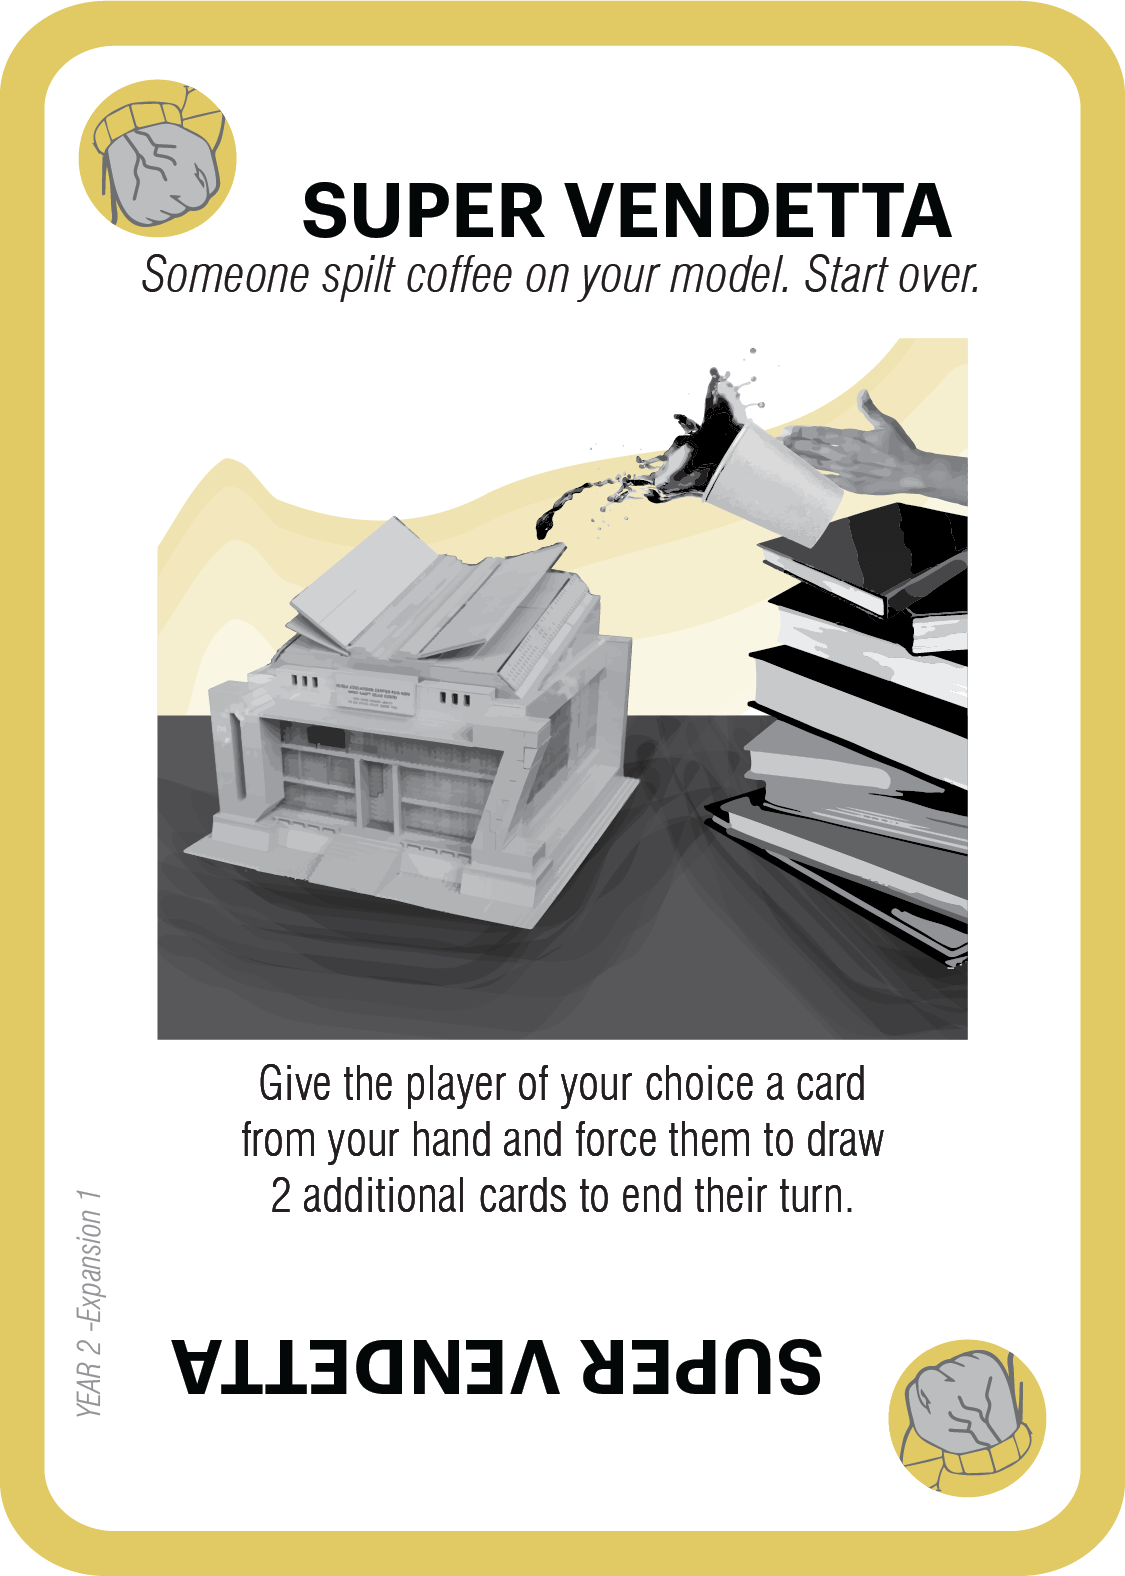 SUPER VENDETTA
Someone spilt coffee on your model. Start over.
Give the player of your choice a card
from your hand and force them to draw
2 additional cards to end their turn.
YEAR 2 -Expansion 1
SUPER VENDETTA